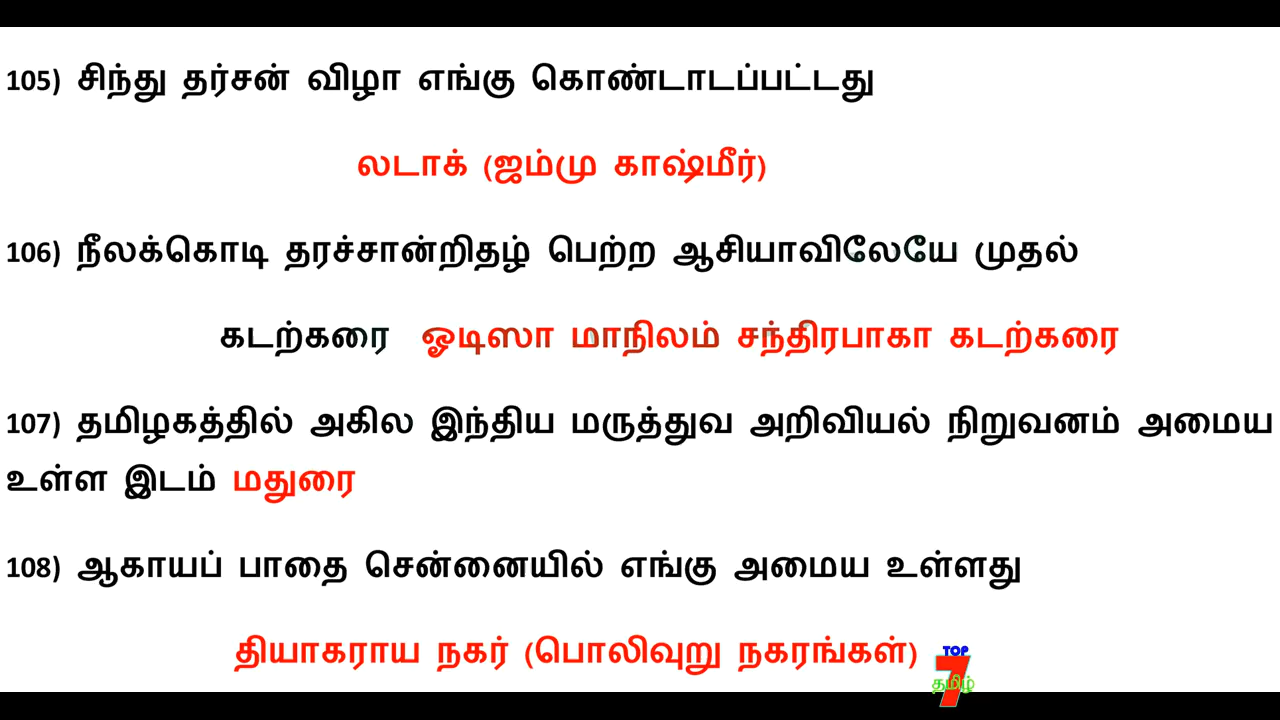 105) சிந்து தர்சன் விழா எங்கு கொண்டாடப்பட்டது
லடாக் (ஜம்மு காஷ்மீர்)
106) நீலக்கொடி தரச்சான்றிதழ் பெற்ற ஆசியாவிலேயே முதல்
கடற்கரை ஓடிஸா மாநிலம் சந்திரபாகா கடற்கரை
107) தமிழகத்தில் அகில இந்திய மருத்துவ அறிவியல் நிறுவனம் அமைய
உள்ள இடம் மதுரை
108) ஆகாயப் பாதை சென்னையில் எங்கு அமைய உள்ளது
தியாகராய நகர் (பொலிவுறு நகரங்கள்)
TOP
7
தமிழ்